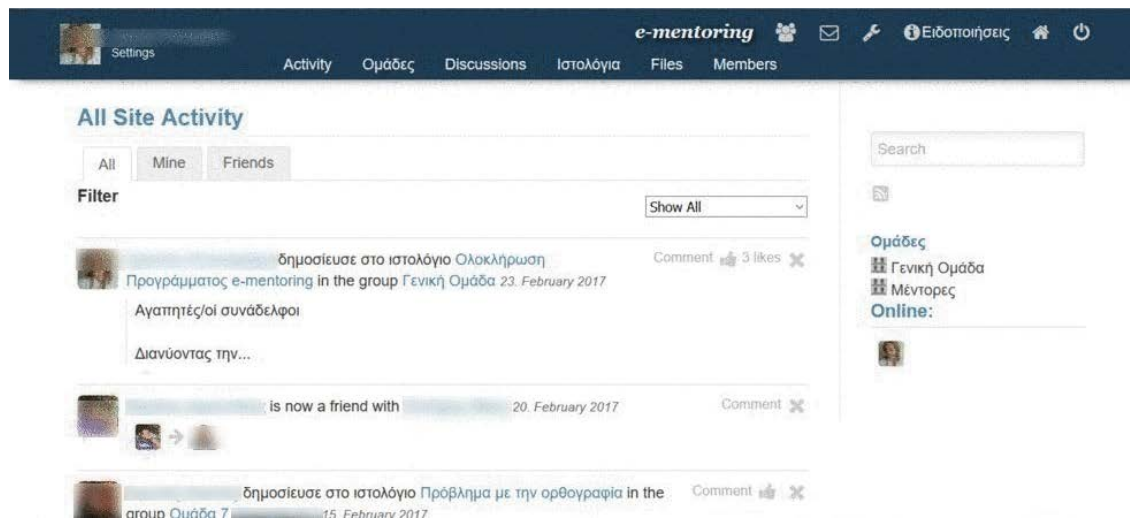 e-mentoring Ειδοποιήσεις
Settings
Activity Ομάδες Discussions Ιστολόγια Files Members
All Site Activity
All Mine Friends
Filter
Show All
δημοσίευσε στο ιστολόγιο Ολοκλήρωση Comment 3 likes
Προγράμματος e-mentoring in the group Γενική Ομάδα 23. February 2017
Αγαπητές/οί συνάδελφοι
Διανύοντας την...
is now a friend with 20. February 2017 Comment
δημοσίευσε στο ιστολόγιο Πρόβλημα με την ορθογραφία in the Comment
group Ομάδα 7 15. February 2017
Search
Ομάδες
Γενική Ομάδα
Μέντορες
Online: